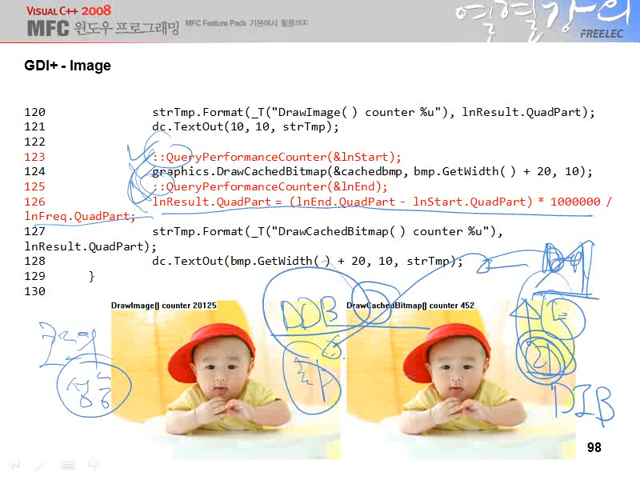 VISUAL C++ 2008
MFC 윈도우 프로그래밍 MFC Feature Pack 기본에서 활용까지
열혈강의
FREELEC
GDI+ - Image
120 strTmp.Format(_T("DrawImage() counter %u"), lnResult.QuadPart);
121 dc.TextOut(10, 10, strTmp);
122
123 ::QueryPerformanceCounter(&lnStart);
124 graphics.DrawCachedBitmap(&cachedbmp, bmp.GetWidth() + 20, 10);
125 ::QueryPerformanceCounter(&lnEnd);
126 lnResult.QuadPart = (lnEnd.QuadPart - lnStart.QuadPart) * 1000000 /
lnFreq.QuadPart;
127 strTmp.Format(_T("DrawCachedBitmap() counter %u"),
lnResult.QuadPart);
128 dc.TextOut(bmp.GetWidth() + 20, 10, strTmp);
129 }
130
DrawImage() counter 20125
DDB
DrawCachedBitmap() counter 452
DIB
98